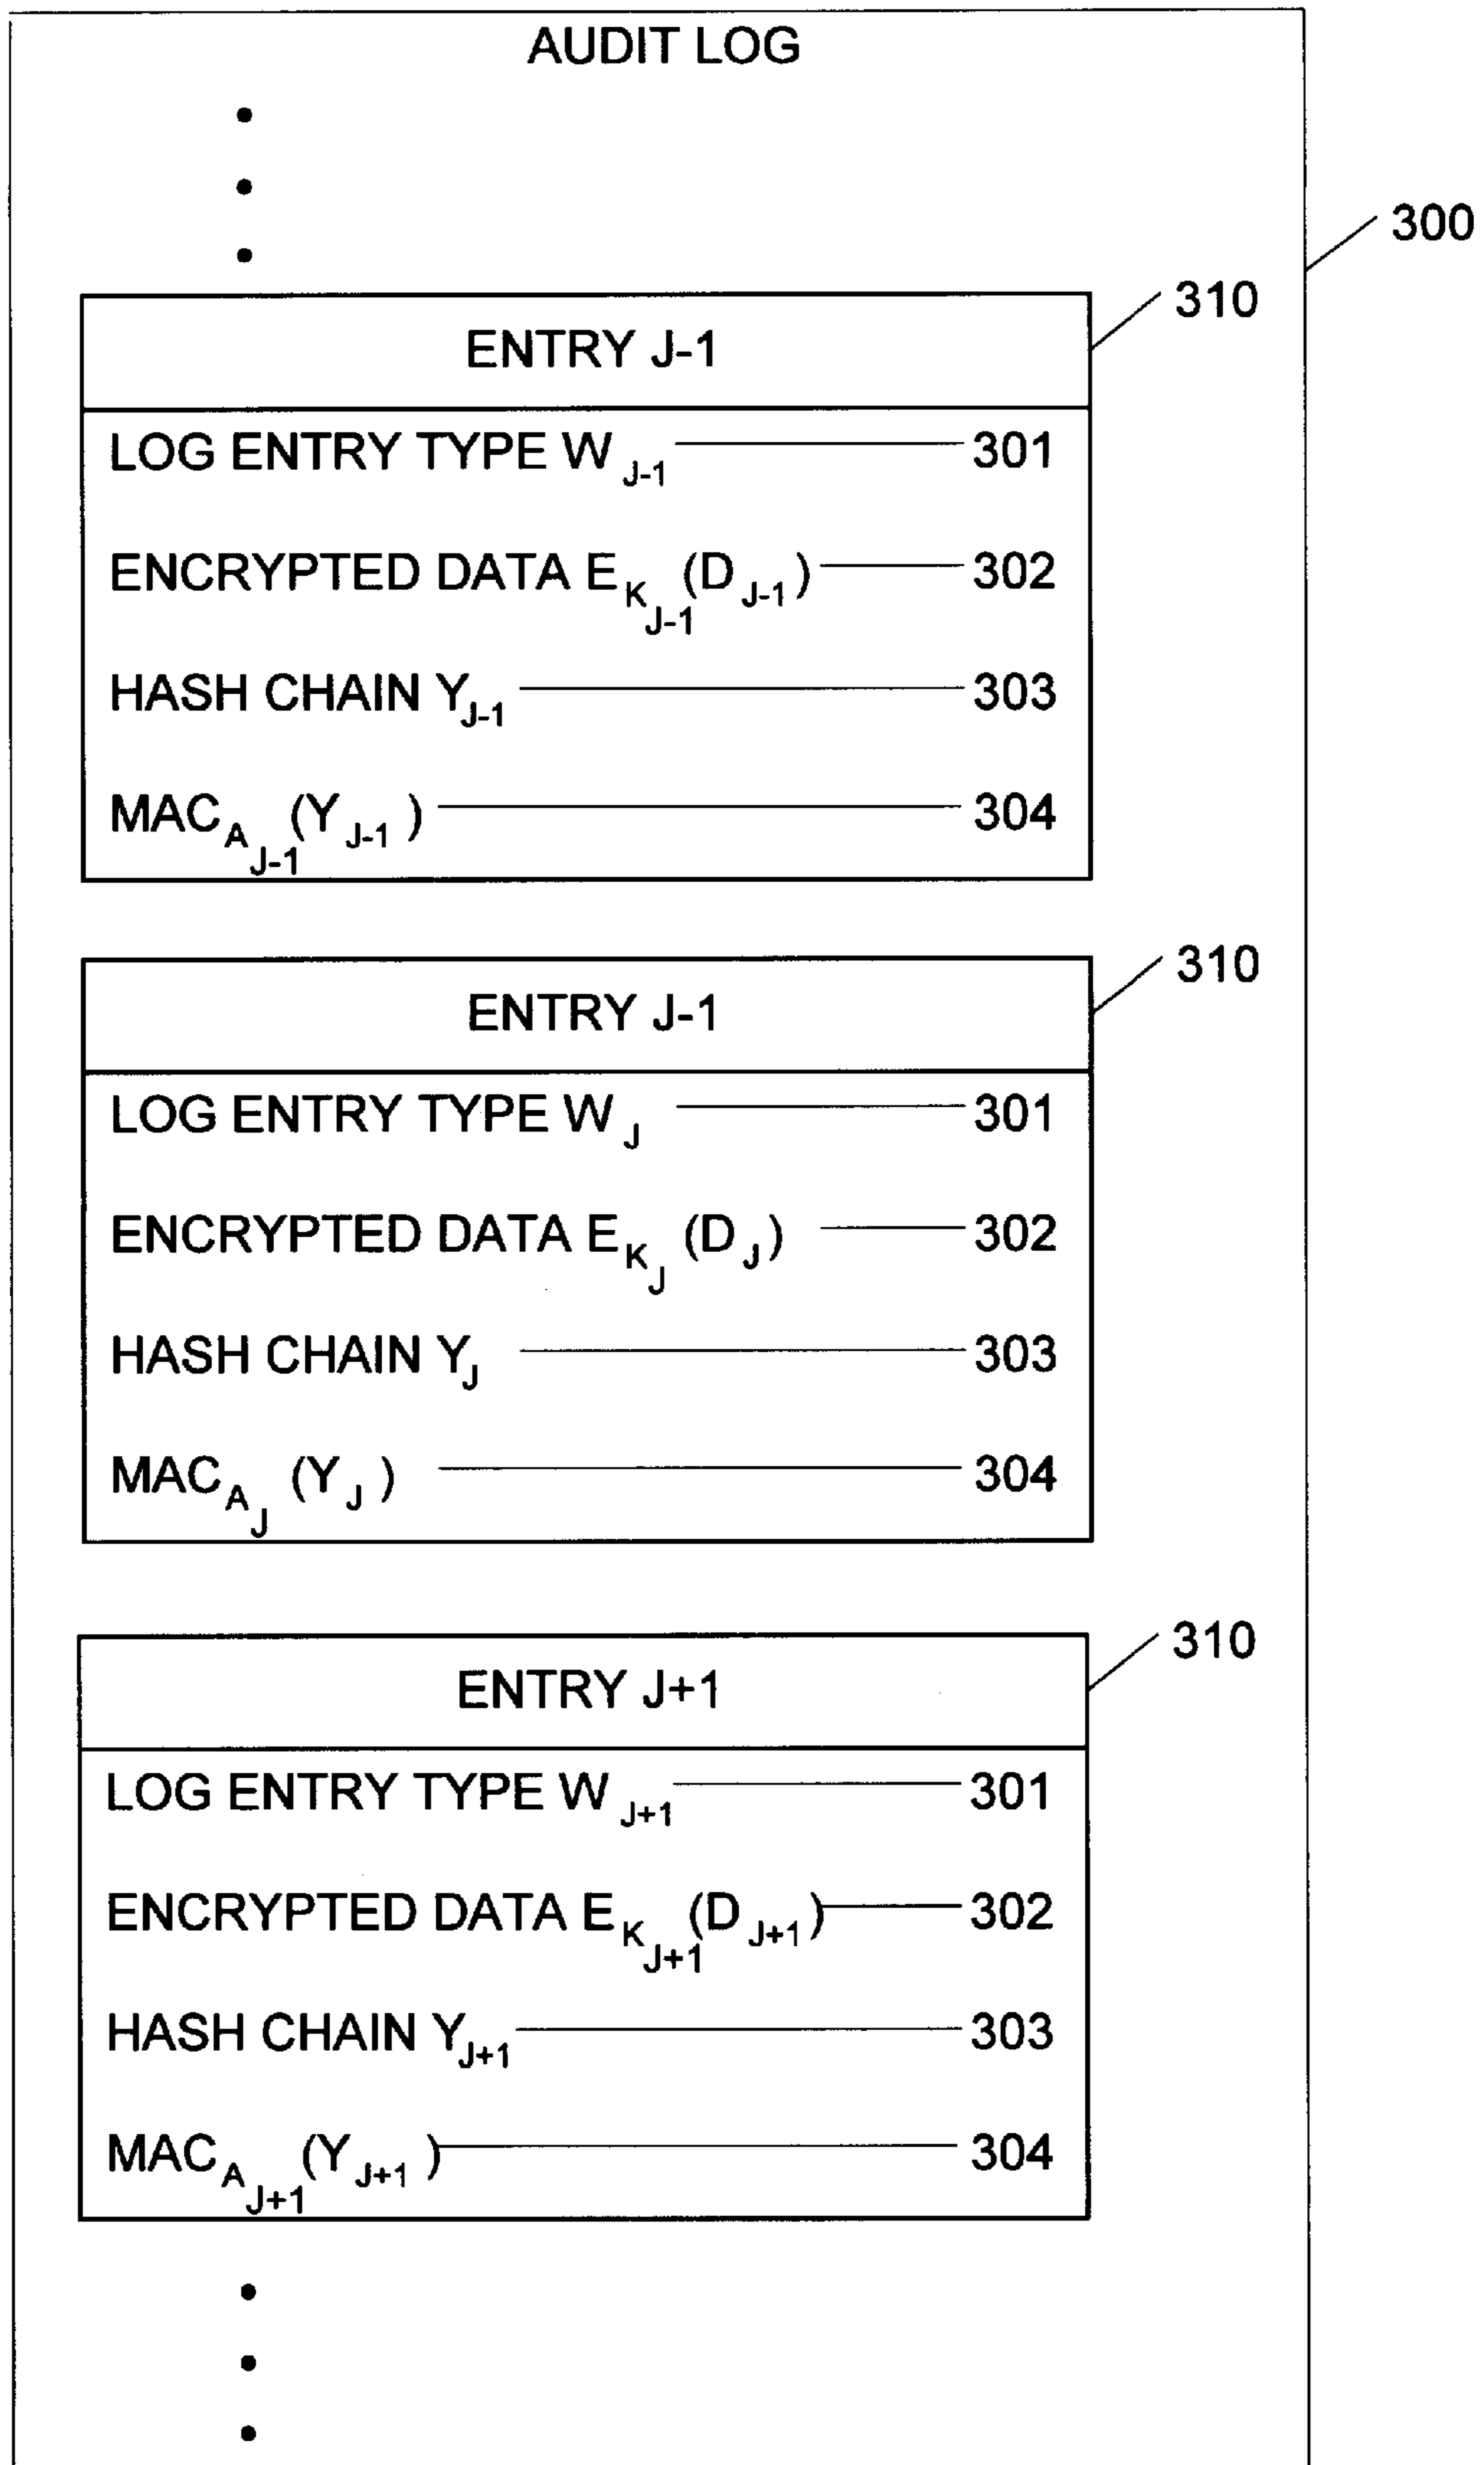 AUDIT LOG
300
310
ENTRY J-1
LOG ENTRY TYPE W J-1 301
ENCRYPTED DATA E K J-1 (D J-1) 302
HASH CHAIN Y J-1 303
MAC A J-1 (Y J-1) 304
310
ENTRY J-1
LOG ENTRY TYPE W J 301
ENCRYPTED DATA E K J (D J) 302
HASH CHAIN Y J 303
MAC A J (Y J) 304
310
ENTRY J+1
LOG ENTRY TYPE W J+1 301
ENCRYPTED DATA E K J+1 (D J+1) 302
HASH CHAIN Y J+1 303
MAC A J+1 (Y J+1) 304